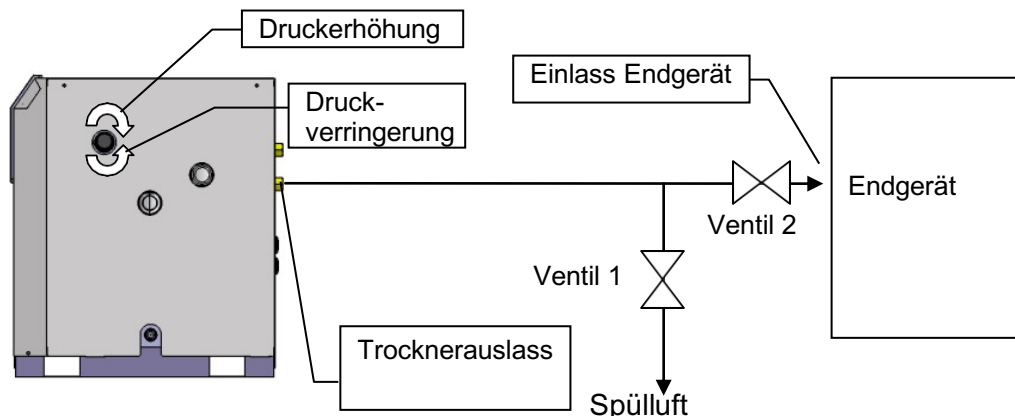 Druckerhöhung
Druck-
verringerung
Einlass Endgerät
Endgerät
Ventil 2
Ventil 1
Trocknerauslass
Spülluft